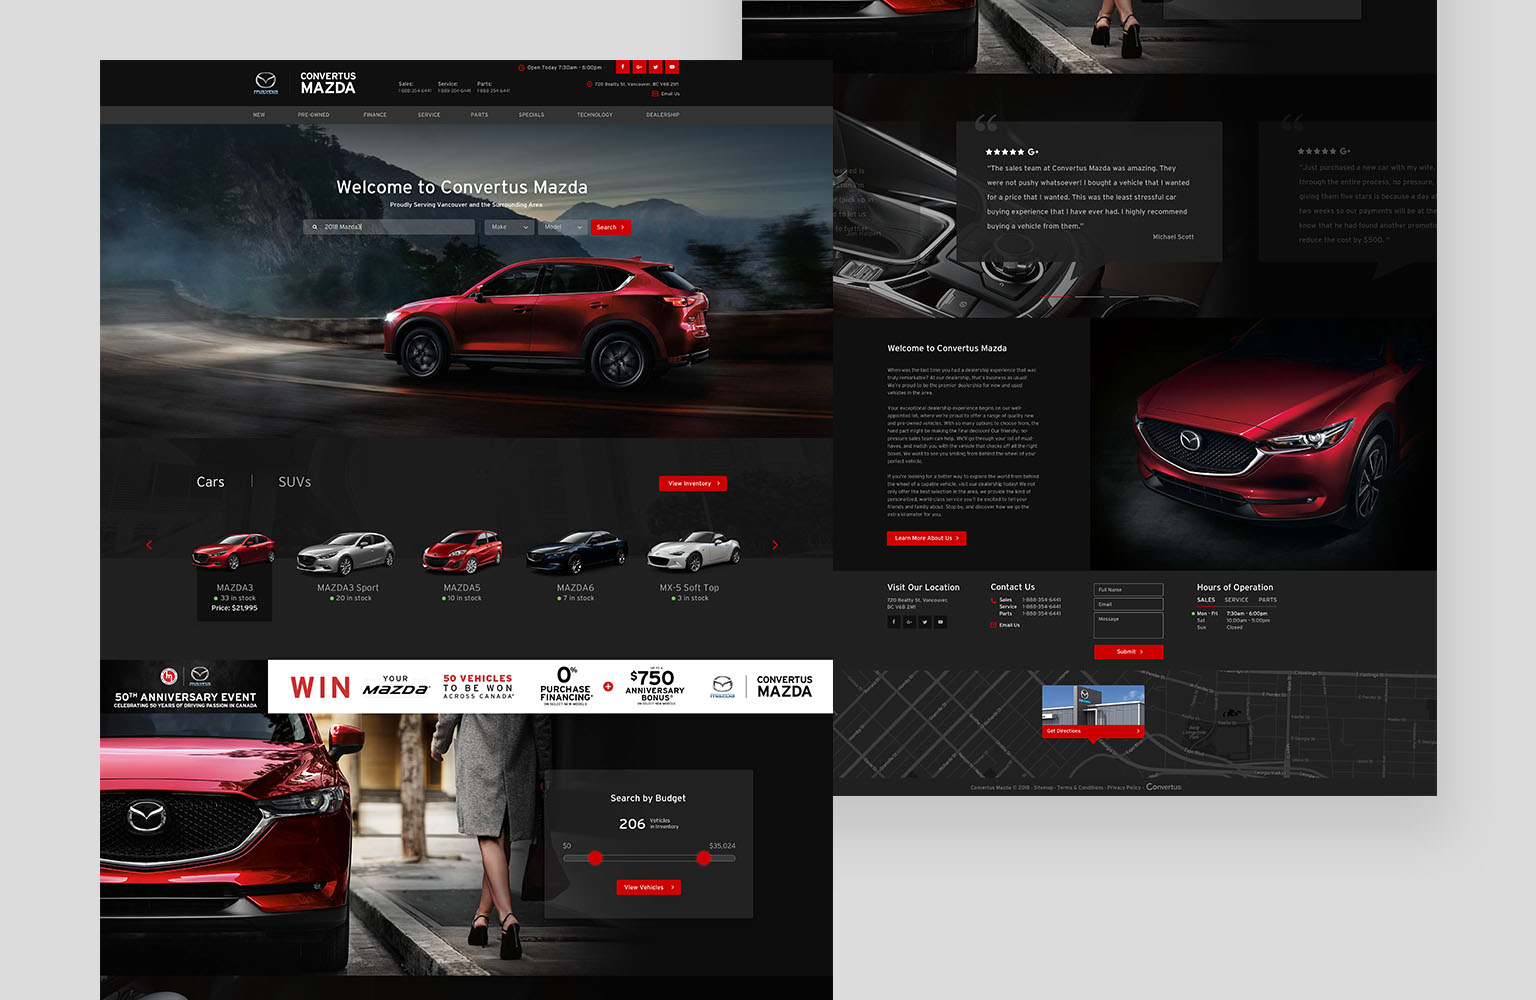 CONVERTUS
MAZDA
Sales:
1-888-354-6441
Service:
1-888-354-6441
Parts:
1-888-354-6441
Open Today 7:30am - 6:00pm
720 Beatty St, Vancouver, BC V6B 2M1
Email Us
NEW
PRE-OWNED
FINANCE
SERVICE
PARTS
SPECIALS
TECHNOLOGY
DEALERSHIP
Welcome to Convertus Mazda
Proudly Serving Vancouver and the Surrounding Area
2018 Mazda3
Make
Model
Search
Cars
SUVs
View Inventory
MAZDA3
33 in stock
Price: $21,995
MAZDA3 Sport
20 in stock
MAZDA5
10 in stock
MAZDA6
7 in stock
MX-5 Soft Top
3 in stock
50TH ANNIVERSARY EVENT
CELEBRATING 50 YEARS OF DRIVING PASSION IN CANADA
WIN
YOUR
MAZDA*
50 VEHICLES
TO BE WON
ACROSS CANADA*
0%
PURCHASE
FINANCING*
ON SELECT NEW MODELS
+
UP TO A
$750
ANNIVERSARY
BONUS*
ON SELECT NEW MODELS
mazda
CONVERTUS
MAZDA
Search by Budget
206
Vehicles
in Inventory
$0
$35,024
View Vehicles
G+
"The sales team at Convertus Mazda was amazing. They
were not pushy whatsoever! I bought a vehicle that I wanted
for a price that I wanted. This was the least stressful car
buying experience that I have ever had. I highly recommend
buying a vehicle from them."
Michael Scott
G+
"Just purchased a new car with my wife.
through the entire process, no pressure,
giving them five stars is because a day a
two weeks so our payments will be at the
know that he had found another promotio
reduce the cost by $500. "
Welcome to Convertus Mazda
When was the last time you had a dealership experience that was
truly remarkable? At our dealership, that's business as usual!
We're proud to be the premier dealership for new and used
vehicles in the area.
Your exceptional dealership experience begins on our well-
appointed lot, where we're proud to offer a range of quality new
and pre-owned vehicles. With so many options to choose from, the
hard part might be making the final decision! Our friendly, no-
pressure sales team can help. We'll go through your list of must-
haves, and match you with the vehicle that checks off all the right
boxes. We want to see you smiling from behind the wheel of your
perfect vehicle.
If you're looking for a better way to explore the world from behind
the wheel of a capable vehicle, visit our dealership today! We not
only offer the best selection in the area, we provide the kind of
personalized, world-class service you'll be excited to tell your
friends and family about. Stop by, and discover how we go the
extra kilometer for you.
Learn More About Us
Visit Our Location
720 Beatty St, Vancouver,
BC V6B 2M1
Contact Us
Sales 1-888-354-6441
Service 1-888-354-6441
Parts 1-888-354-6441
Email Us
Full Name
Email
Message
Submit
Hours of Operation
SALES
SERVICE
PARTS
Mon - Fri 7:30am - 6:00pm
Sat 10:00am - 5:00pm
Sun Closed
Get Directions
Convertus Mazda © 2018 - Sitemap - Terms & Conditions - Privacy Policy - Convertus